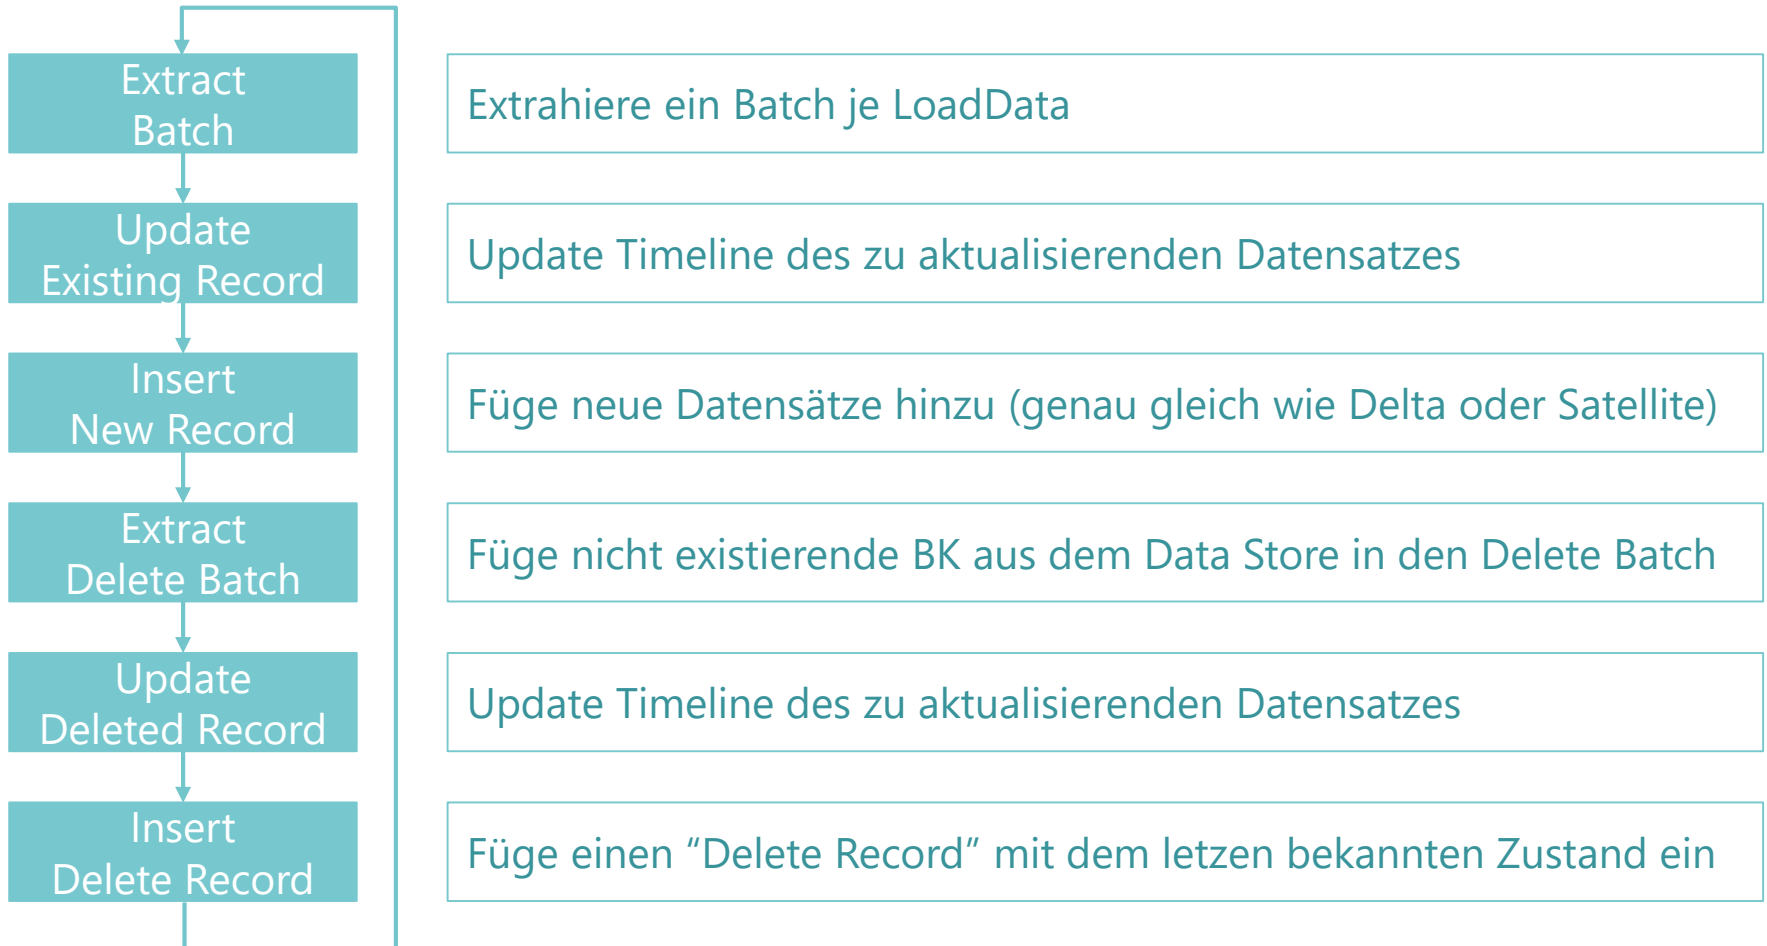 Extract
Batch
Extrahiere ein Batch je LoadData
Update
Existing Record
Update Timeline des zu aktualisierenden Datensatzes
Insert
New Record
Füge neue Datensätze hinzu (genau gleich wie Delta oder Satellite)
Extract
Delete Batch
Füge nicht existierende BK aus dem Data Store in den Delete Batch
Update
Deleted Record
Update Timeline des zu aktualisierenden Datensatzes
Insert
Delete Record
Füge einen “Delete Record” mit dem letzen bekannten Zustand ein